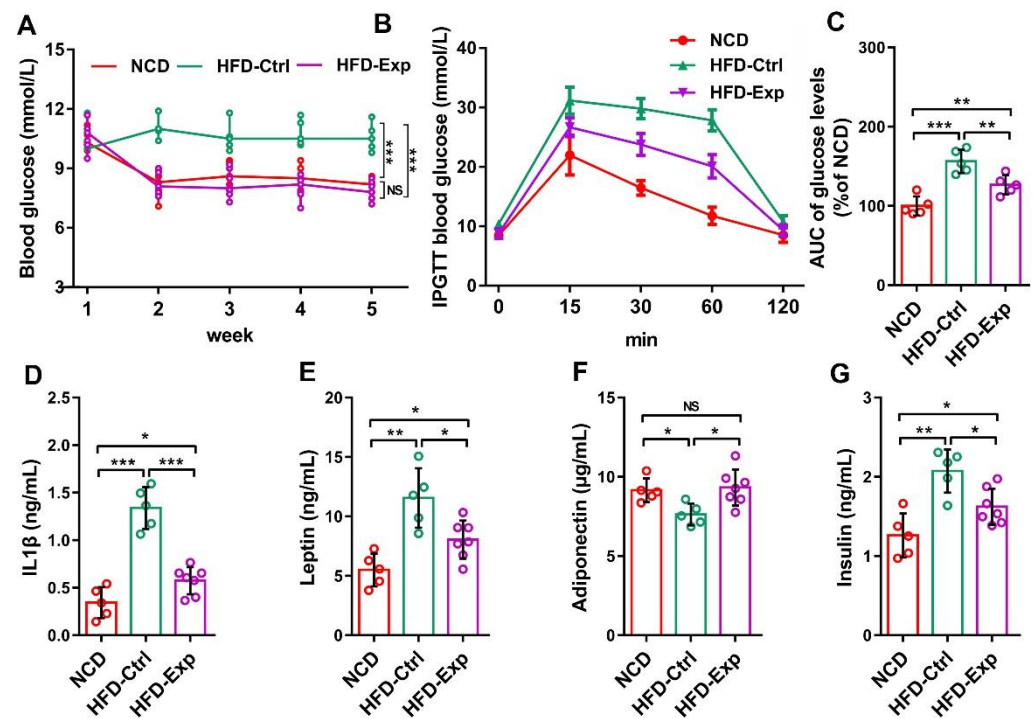 A
Blood glucose (mmol/L)
15
12
9
6
3
NCD HFD-Ctrl HFD-Exp
***
***
NS
1 2 3 4 5
week
B
IPGTT blood glucose (mmol/L)
40
30
20
10
0
NCD
HFD-Ctrl
HFD-Exp
0 15 30 60 120
min
C
AUC of glucose levels
(%of NCD)
300
150
100
50
0
**
*** **
NCD HFD-Ctrl HFD-Exp
D
IL1β (ng/mL)
2.5
2.0
1.5
1.0
0.5
0.0
*
*** ***
NCD HFD-Ctrl HFD-Exp
E
Leptin (ng/mL)
20
15
10
5
0
*
** *
NCD HFD-Ctrl HFD-Exp
F
Adiponectin (μg/mL)
15
10
5
0
NS
* *
NCD HFD-Ctrl HFD-Exp
G
Insulin (ng/mL)
3
2
1
0
*
** *
NCD HFD-Ctrl HFD-Exp